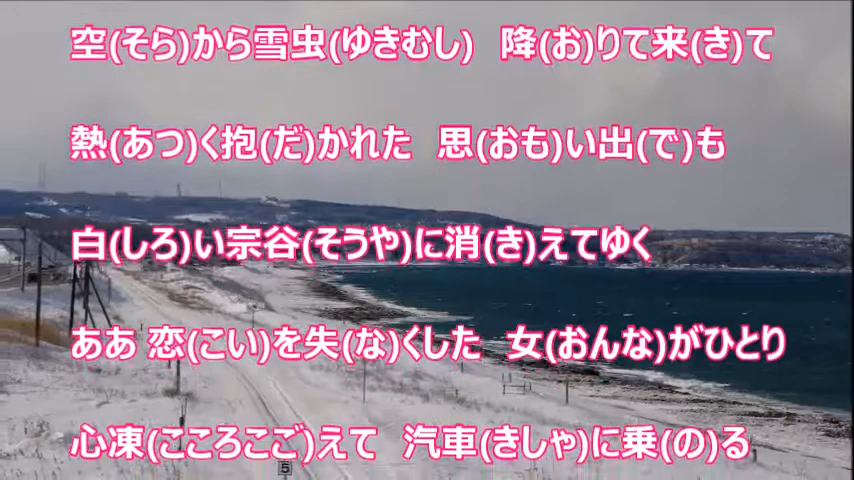 空(そら)から雪虫(ゆきむし) 降(お)りて来(き)て
熱(あつ)く抱(だ)かれた 思(おも)い出(で)も
白(しろ)い宗谷(そうや)に消(き)えてゆく
ああ 恋(こい)を失(な)くした 女(おんな)がひとり
心凍(こころこご)えて 汽車(きしゃ)に乗(の)る
5